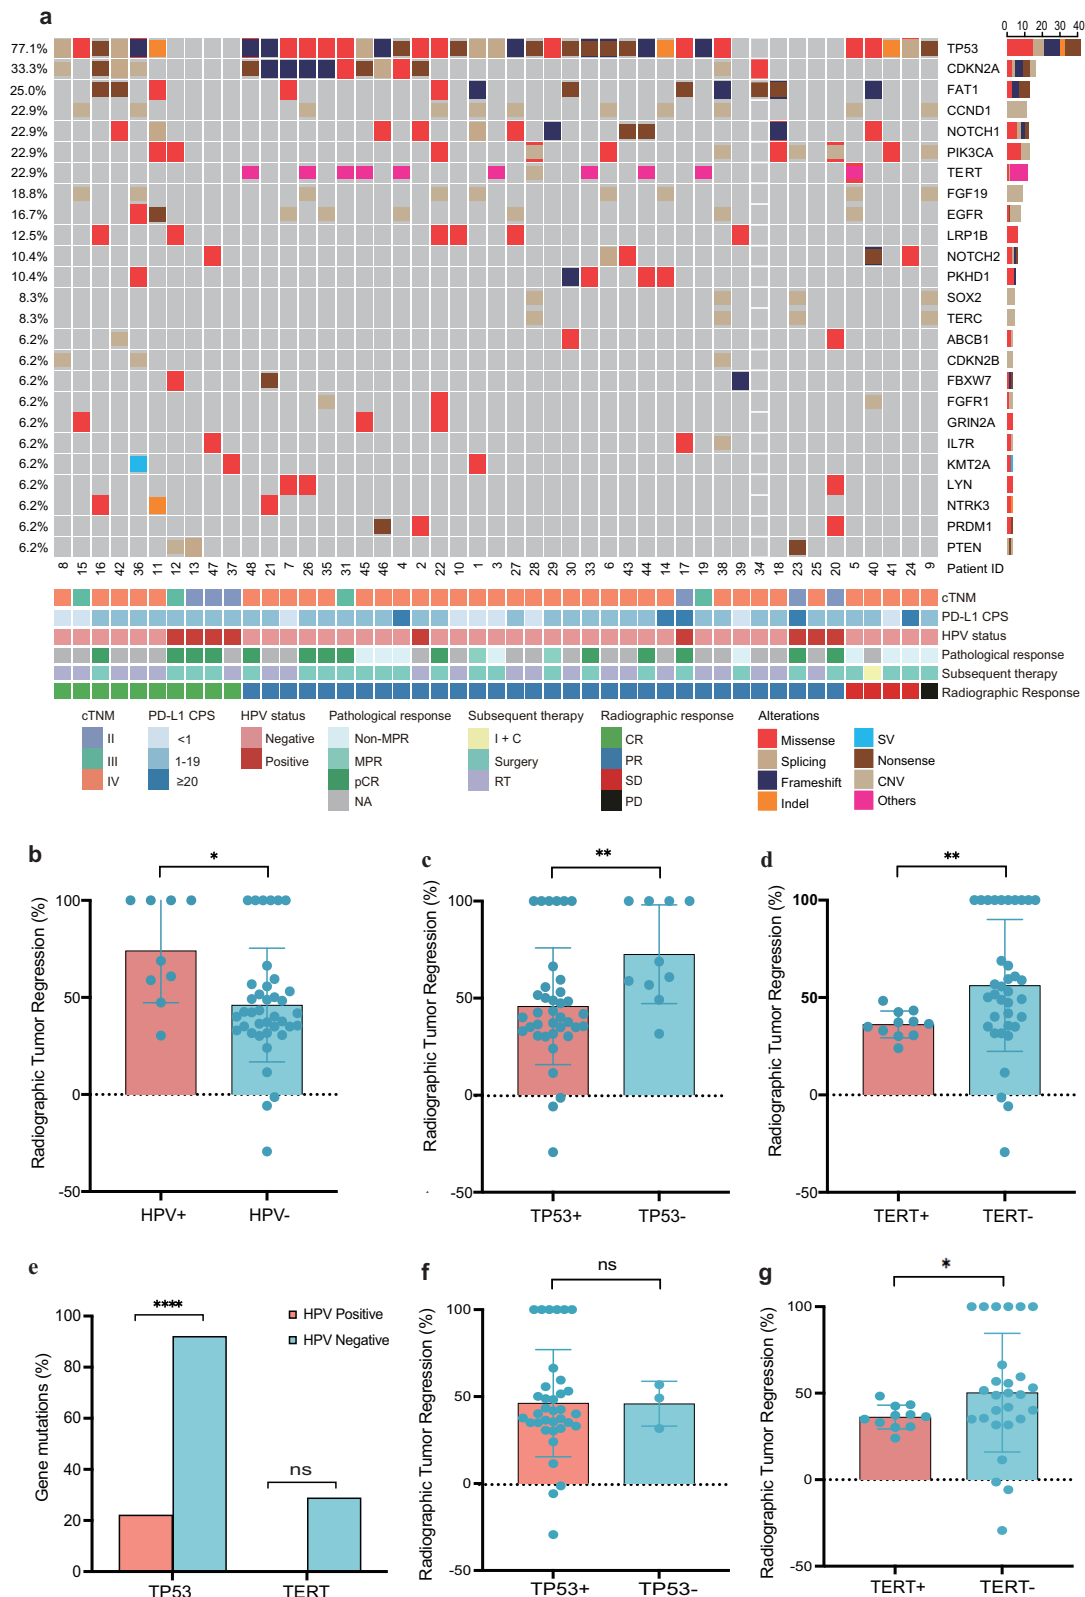 a
0 10 20 30 40
77.1% TP53
33.3% CDKN2A
25.0% FAT1
22.9% CCND1
22.9% NOTCH1
22.9% PIK3CA
22.9% TERT
18.8% FGF19
16.7% EGFR
12.5% LRP1B
10.4% NOTCH2
10.4% PKHD1
8.3% SOX2
8.3% TERC
6.2% ABCB1
6.2% CDKN2B
6.2% FBXW7
6.2% FGFR1
6.2% GRIN2A
6.2% IL7R
6.2% KMT2A
6.2% LYN
6.2% NTRK3
6.2% PRDM1
6.2% PTEN
8 15 16 42 36 11 12 13 47 37 48 21 7 26 35 31 45 46 4 2 22 10 1 3 27 28 29 30 33 6 43 44 14 17 19 38 39 34 18 23 25 20 5 40 41 24 9 Patient ID
cTNM
PD-L1 CPS
HPV status
Pathological response
Subsequent therapy
Radiographic Response
cTNM PD-L1 CPS HPV status Pathological response Subsequent therapy Radiographic response Alterations
II <1 Negative Non-MPR I + C CR Missense SV
III 1-19 Positive MPR Surgery PR Splicing Nonsense
IV ≥20 pCR RT SD Frameshift CNV
NA PD Indel Others
b
*
Radiographic Tumor Regression (%)
100
50
0
-50
HPV+ HPV-
c
**
Radiographic Tumor Regression (%)
100
50
0
-50
TP53+ TP53-
d
**
Radiographic Tumor Regression (%)
100
50
0
-50
TERT+ TERT-
e
****
ns
HPV Positive
HPV Negative
Gene mutations (%)
100
80
60
40
20
0
TP53 TERT
f
ns
Radiographic Tumor Regression (%)
100
50
0
-50
TP53+ TP53-
g
*
Radiographic Tumor Regression (%)
100
50
0
-50
TERT+ TERT-